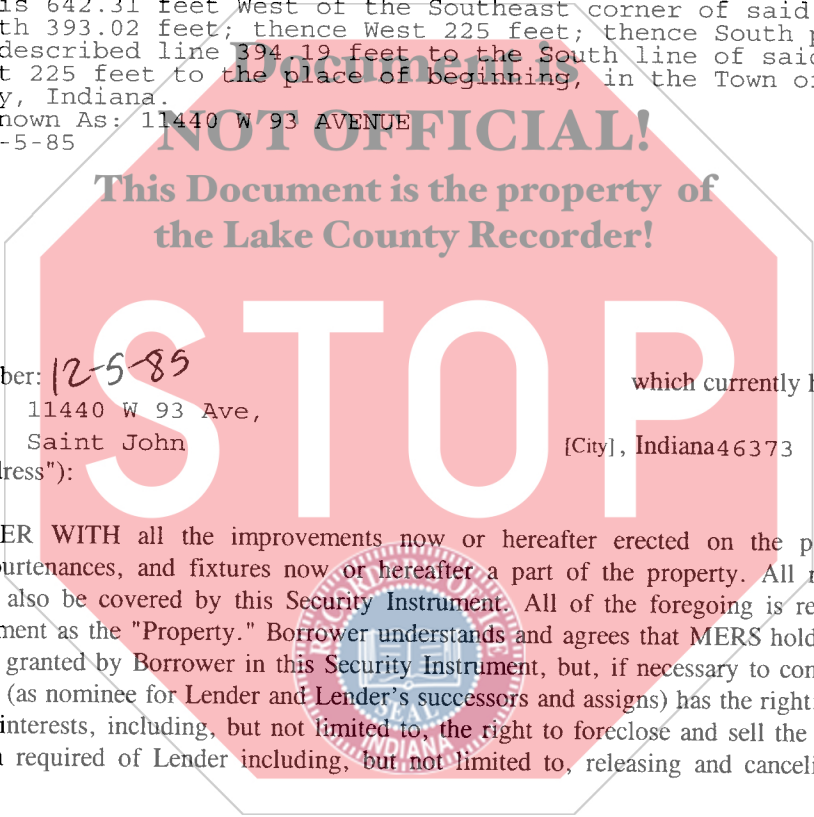 is 642.31 feet West of the Southeast corner of said
th 393.02 feet; thence West 225 feet; thence South p
described line 394.19 feet to the South line of said
t 225 feet to the place of beginning, in the Town of
y, Indiana.
nown As: 11440 W 93 AVENUE
-5-85
Document is
NOT OFFICIAL!
This Document is the property of
the Lake County Recorder!
STOP
ber: 12-5-85 which currently h
11440 W 93 Ave,
Saint John [City], Indiana 46373
dress"):
ER WITH all the improvements now or hereafter erected on the p
ourtenances, and fixtures now or hereafter a part of the property. All r
also be covered by this Security Instrument. All of the foregoing is re
ment as the "Property." Borrower understands and agrees that MERS hold
granted by Borrower in this Security Instrument, but, if necessary to com
(as nominee for Lender and Lender's successors and assigns) has the right:
interests, including, but not limited to, the right to foreclose and sell the
n required of Lender including, but not limited to, releasing and canceli
SEAL
INDIANA